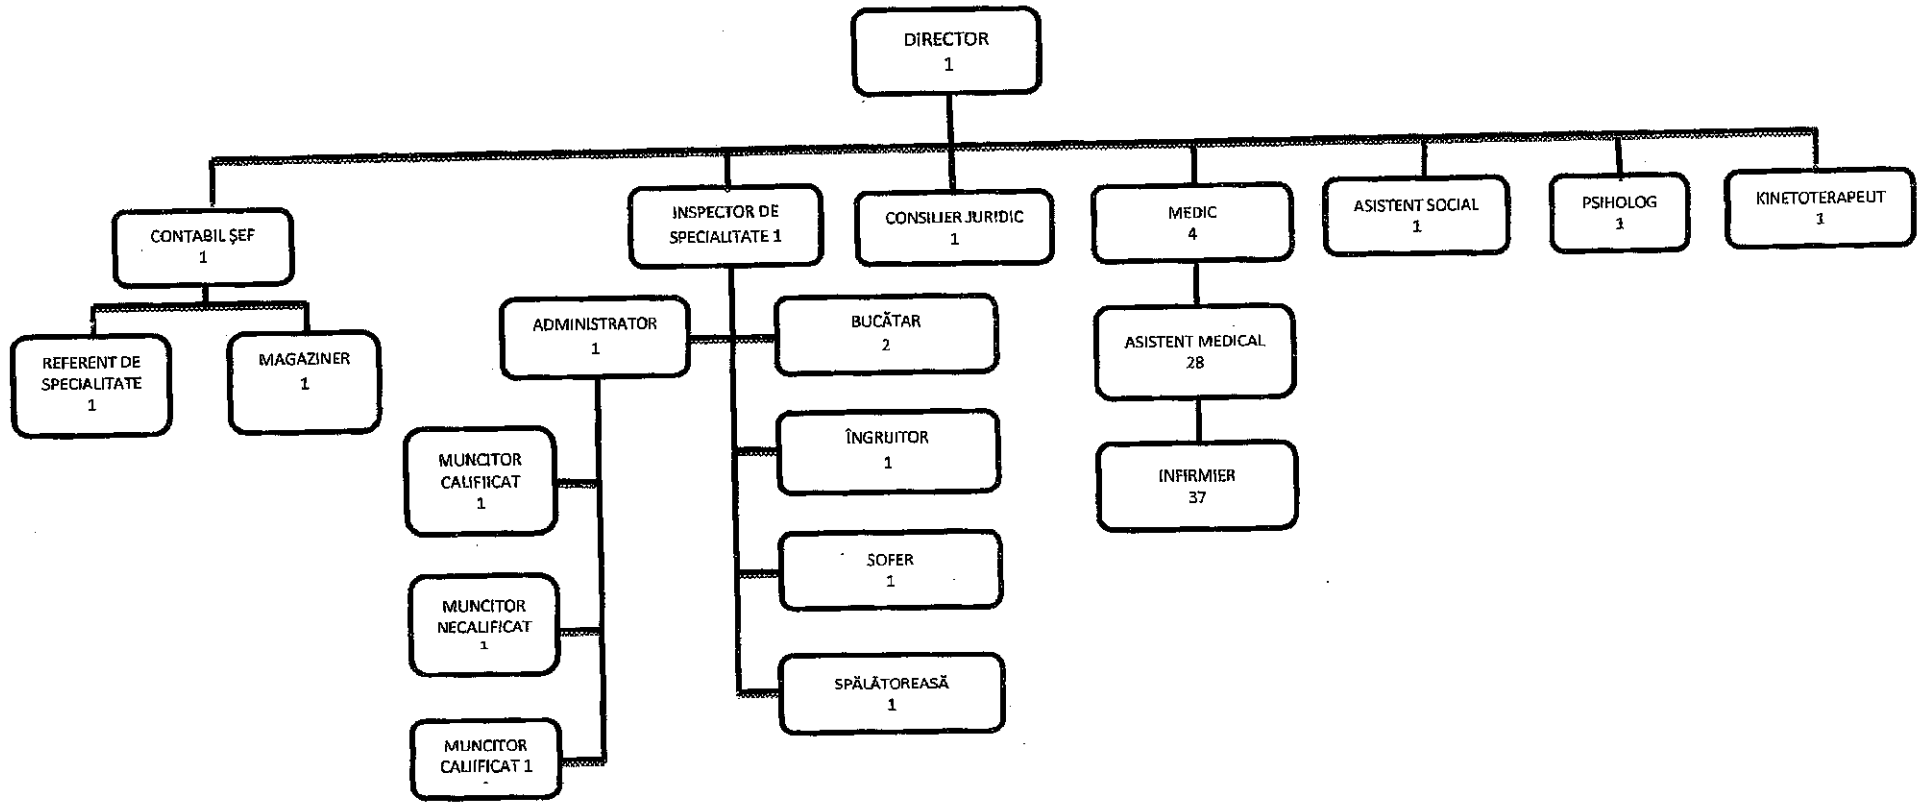 DIRECTOR
1
CONTABIL ŞEF
1
INSPECTOR DE
SPECIALITATE 1
CONSILIER JURIDIC
1
MEDIC
4
ASISTENT SOCIAL
1
PSIHOLOG
1
KINETOTERAPEUT
1
REFERENT DE
SPECIALITATE
1
MAGAZINER
1
ADMINISTRATOR
1
BUCĂTAR
2
ASISTENT MEDICAL
28
MUNCITOR
CALIFIICAT
1
ÎNGRIJITOR
1
INFIRMIER
37
MUNCITOR
NECALIFICAT
1
SOFER
1
SPĂLĂTOREASĂ
1
MUNCITOR
CALIIFICAT 1